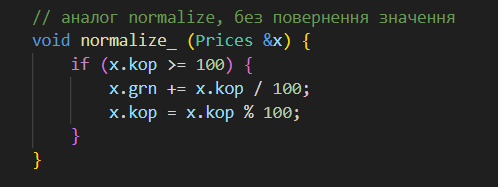 // аналог normalize, без повернення значення
void normalize_ (Prices &x) {
    if (x.kop >= 100) {
        x.grn += x.kop / 100;
        x.kop = x.kop % 100;
    }
}